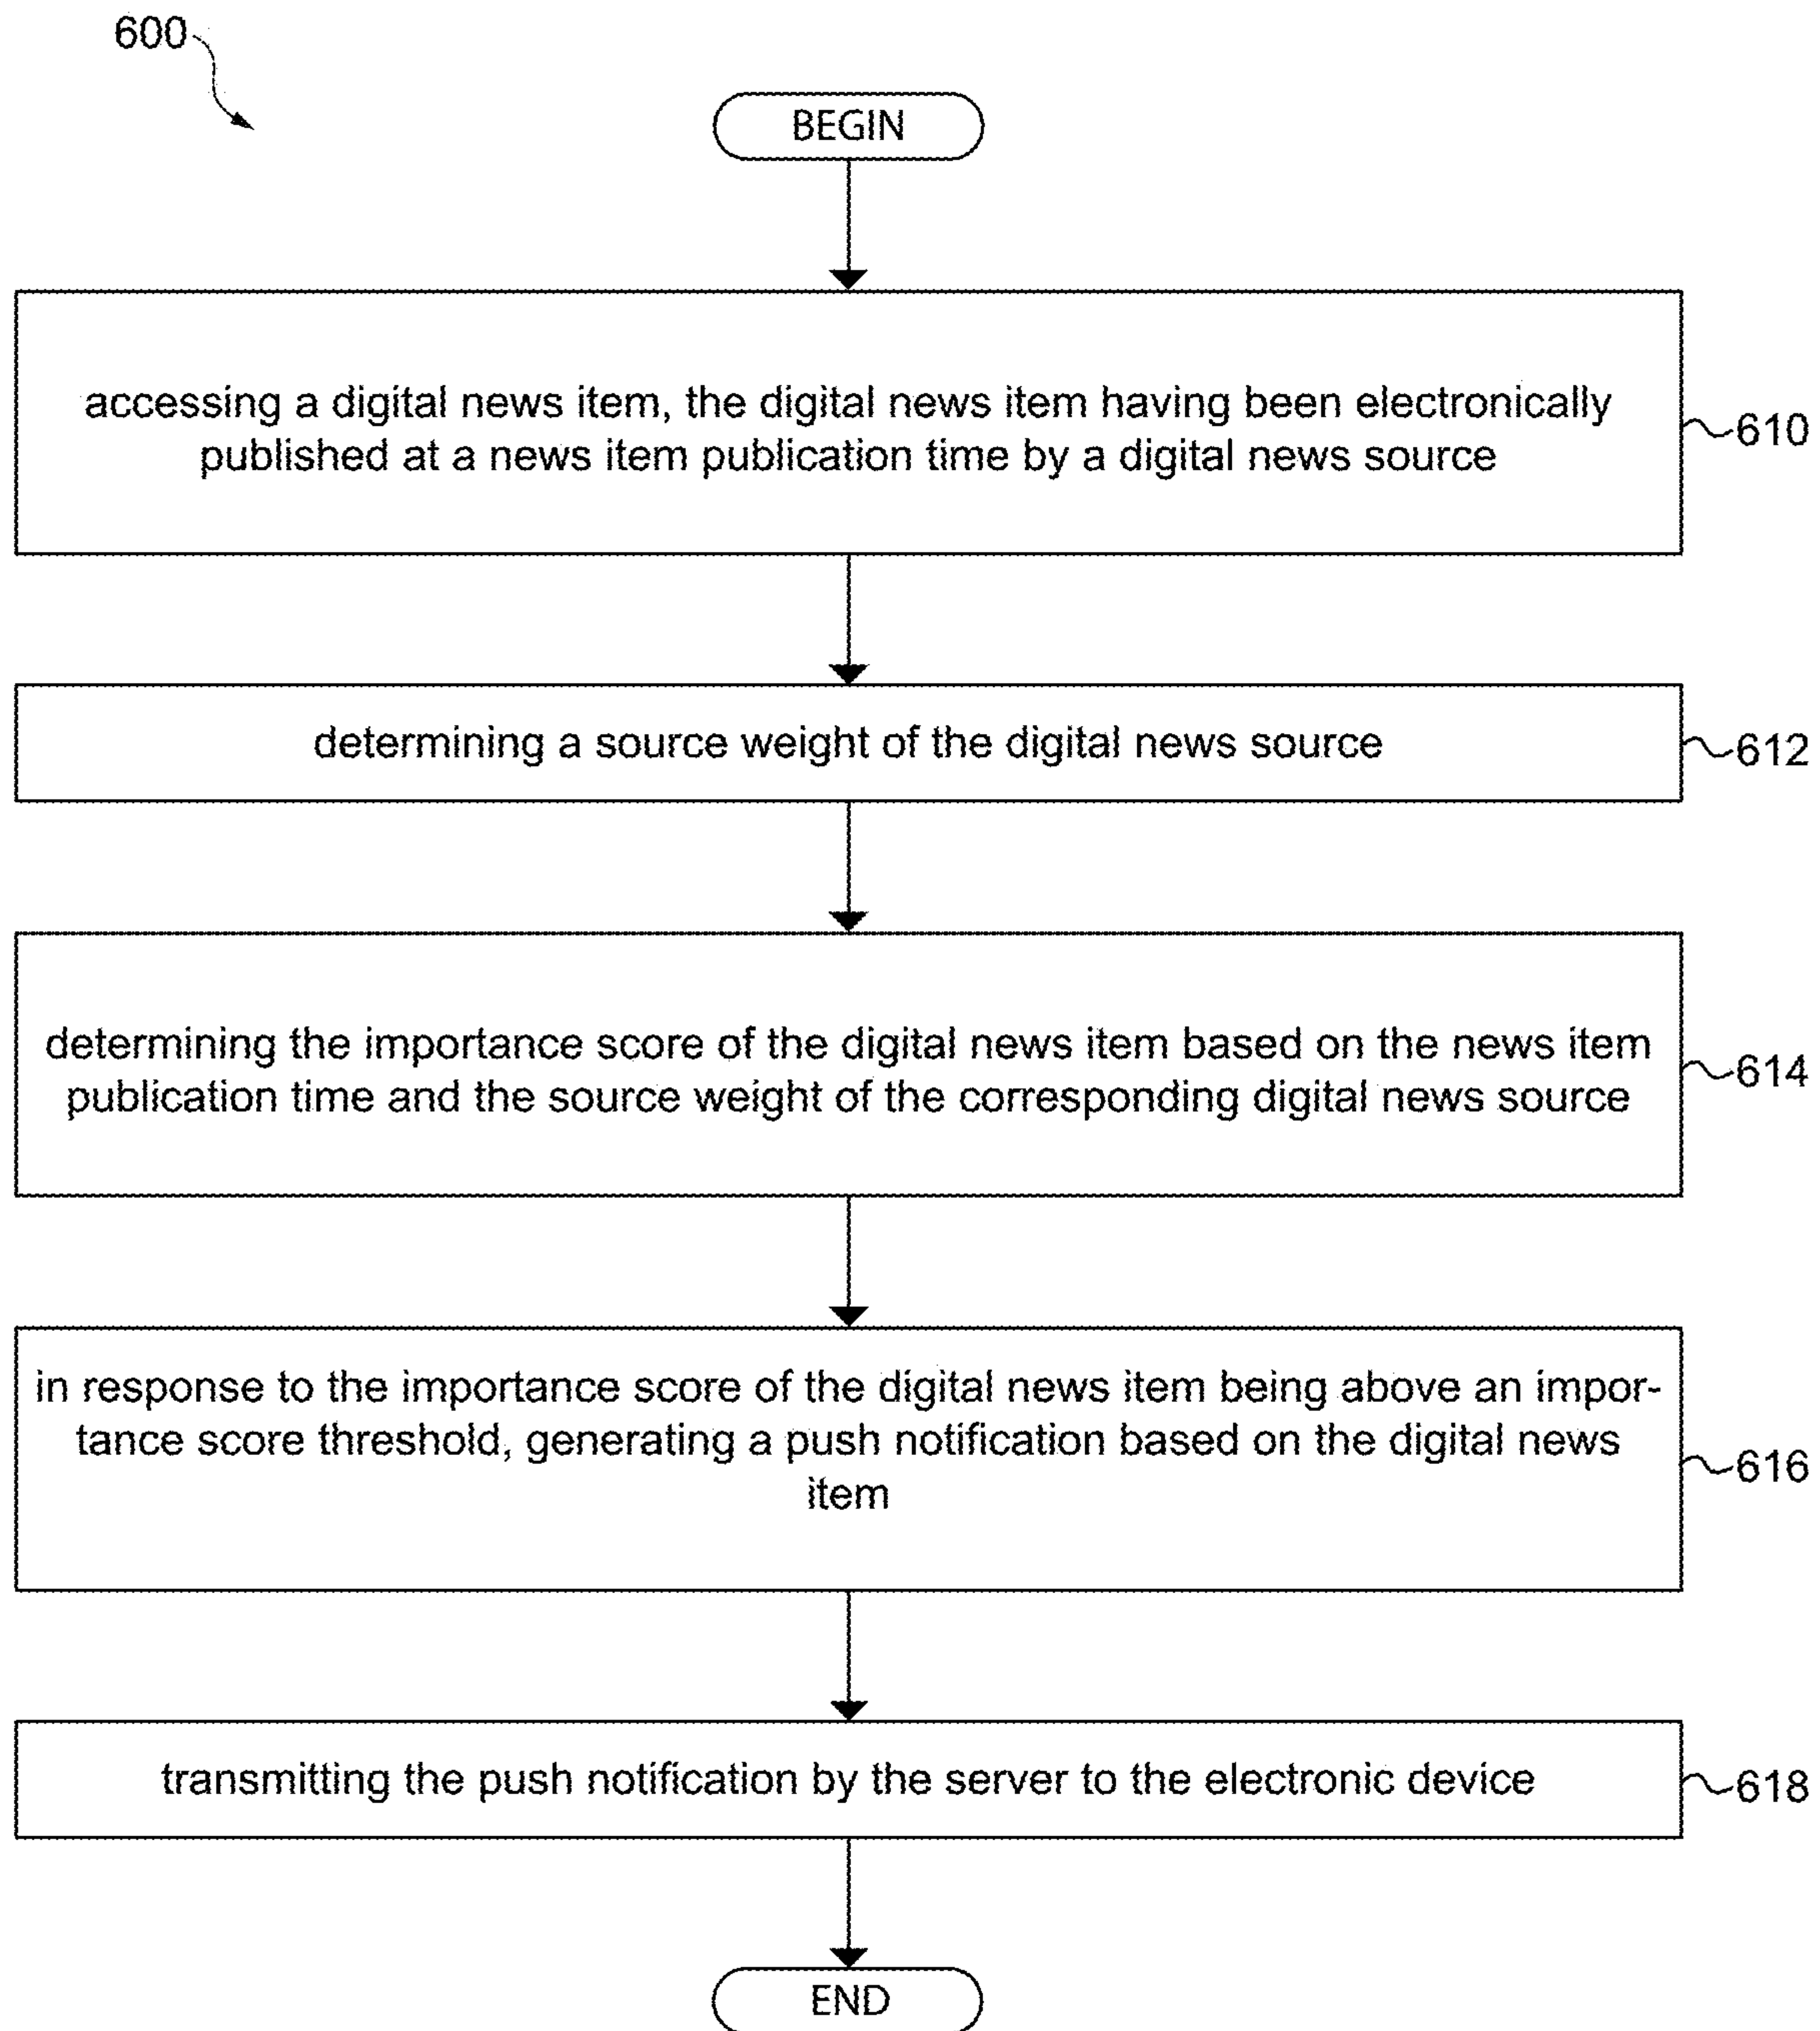 600
BEGIN
accessing a digital news item, the digital news item having been electronically
published at a news item publication time by a digital news source
610
determining a source weight of the digital news source
612
determining the importance score of the digital news item based on the news item
publication time and the source weight of the corresponding digital news source
614
in response to the importance score of the digital news item being above an impor-
tance score threshold, generating a push notification based on the digital news
item
616
transmitting the push notification by the server to the electronic device
618
END